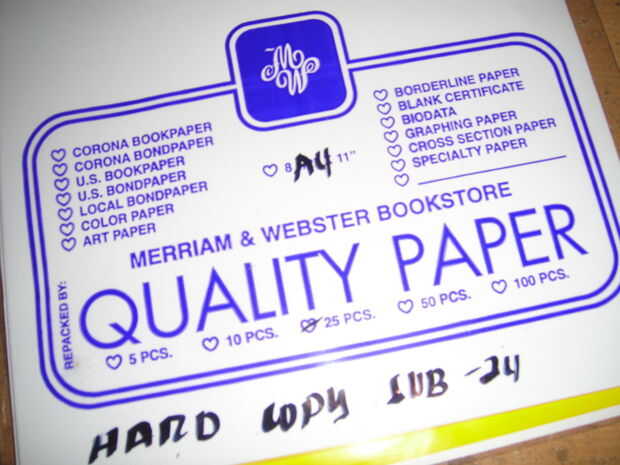 MW
CORONA BOOKPAPER
CORONA BONDPAPER
U.S. BOOKPAPER
U.S. BONDPAPER
LOCAL BONDPAPER
COLOR PAPER
ART PAPER
8 A4 11"
BORDERLINE PAPER
BLANK CERTIFICATE
BIODATA
GRAPHING PAPER
CROSS SECTION PAPER
SPECIALTY PAPER
MERRIAM & WEBSTER BOOKSTORE
REPACKED BY:
QUALITY PAPER
5 PCS. 10 PCS. 25 PCS. 50 PCS. 100 PCS.
HARD COPY SUB-24